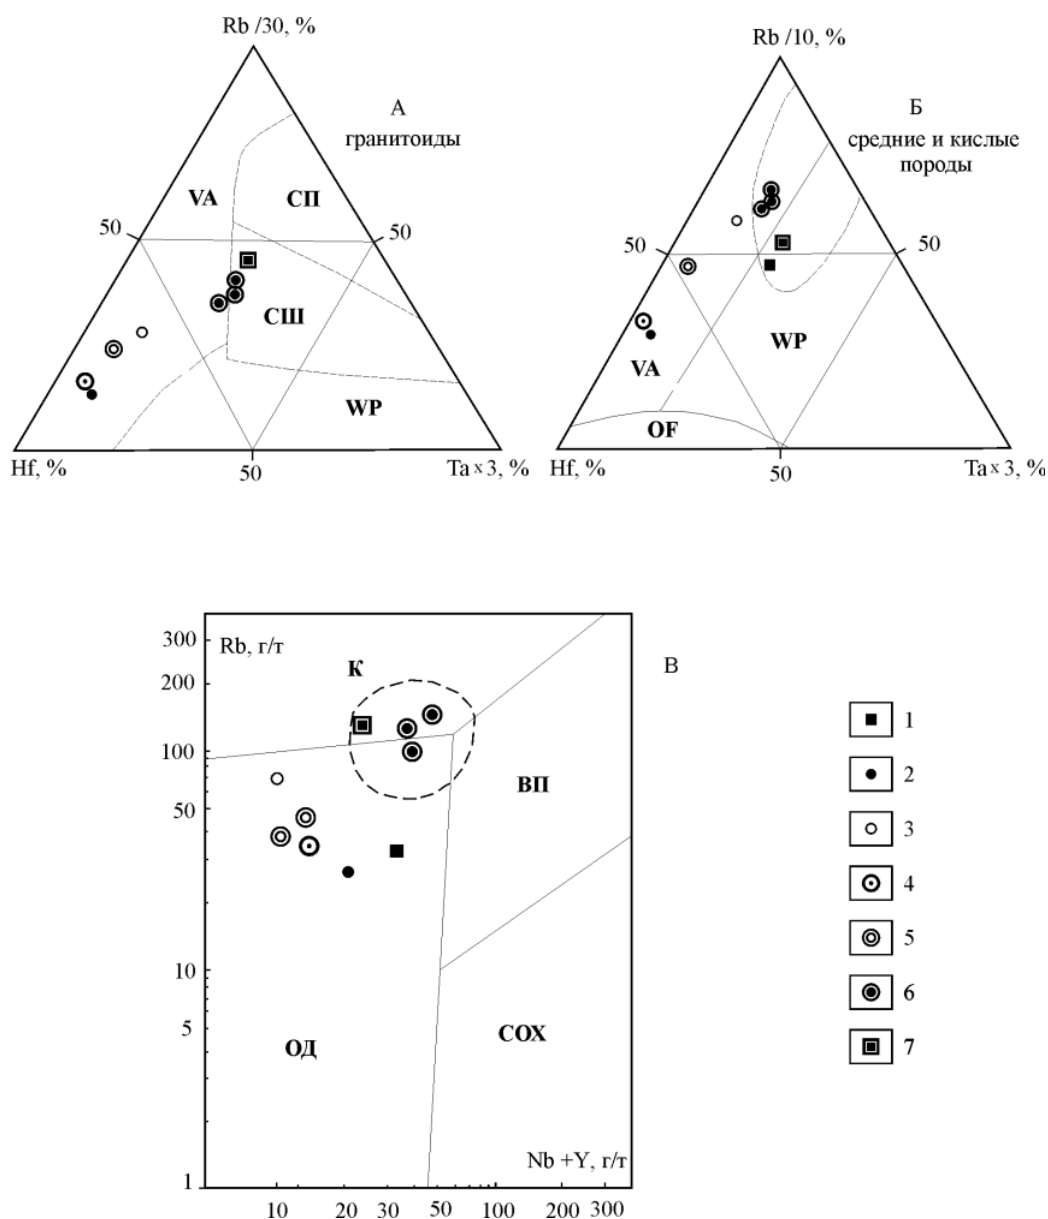 Rb /30, %
А
гранитоиды
VA
СП
50
50
СШ
WP
Hf, %
50
Ta x 3, %
Rb /10, %
Б
средние и кислые
породы
50
50
WP
VA
OF
Hf, %
50
Ta x 3, %
Rb, г/т
К
В
300
200
100
50
10
5
1
ВП
ОД
СОХ
Nb +Y, г/т
10 20 30 50 100 200 300
1
2
3
4
5
6
7